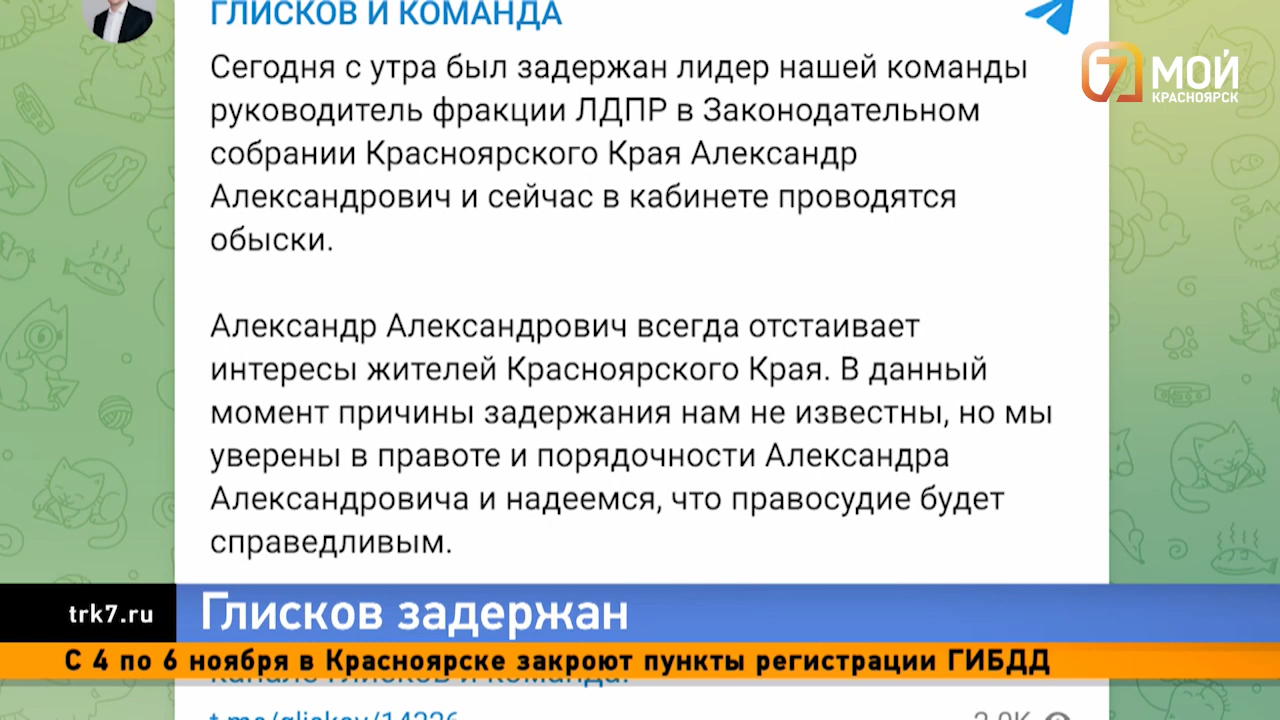 ГЛИСКОВ И КОМАНДА
7 МОЙ
КРАСНОЯРСК
Сегодня с утра был задержан лидер нашей команды
руководитель фракции ЛДПР в Законодательном
собрании Красноярского Края Александр
Александрович и сейчас в кабинете проводятся
обыски.
Александр Александрович всегда отстаивает
интересы жителей Красноярского Края. В данный
момент причины задержания нам не известны, но мы
уверены в правоте и порядочности Александра
Александровича и надеемся, что правосудие будет
справедливым.
trk7.ru
Глисков задержан
С 4 по 6 ноября в Красноярске закроют пункты регистрации ГИБДД